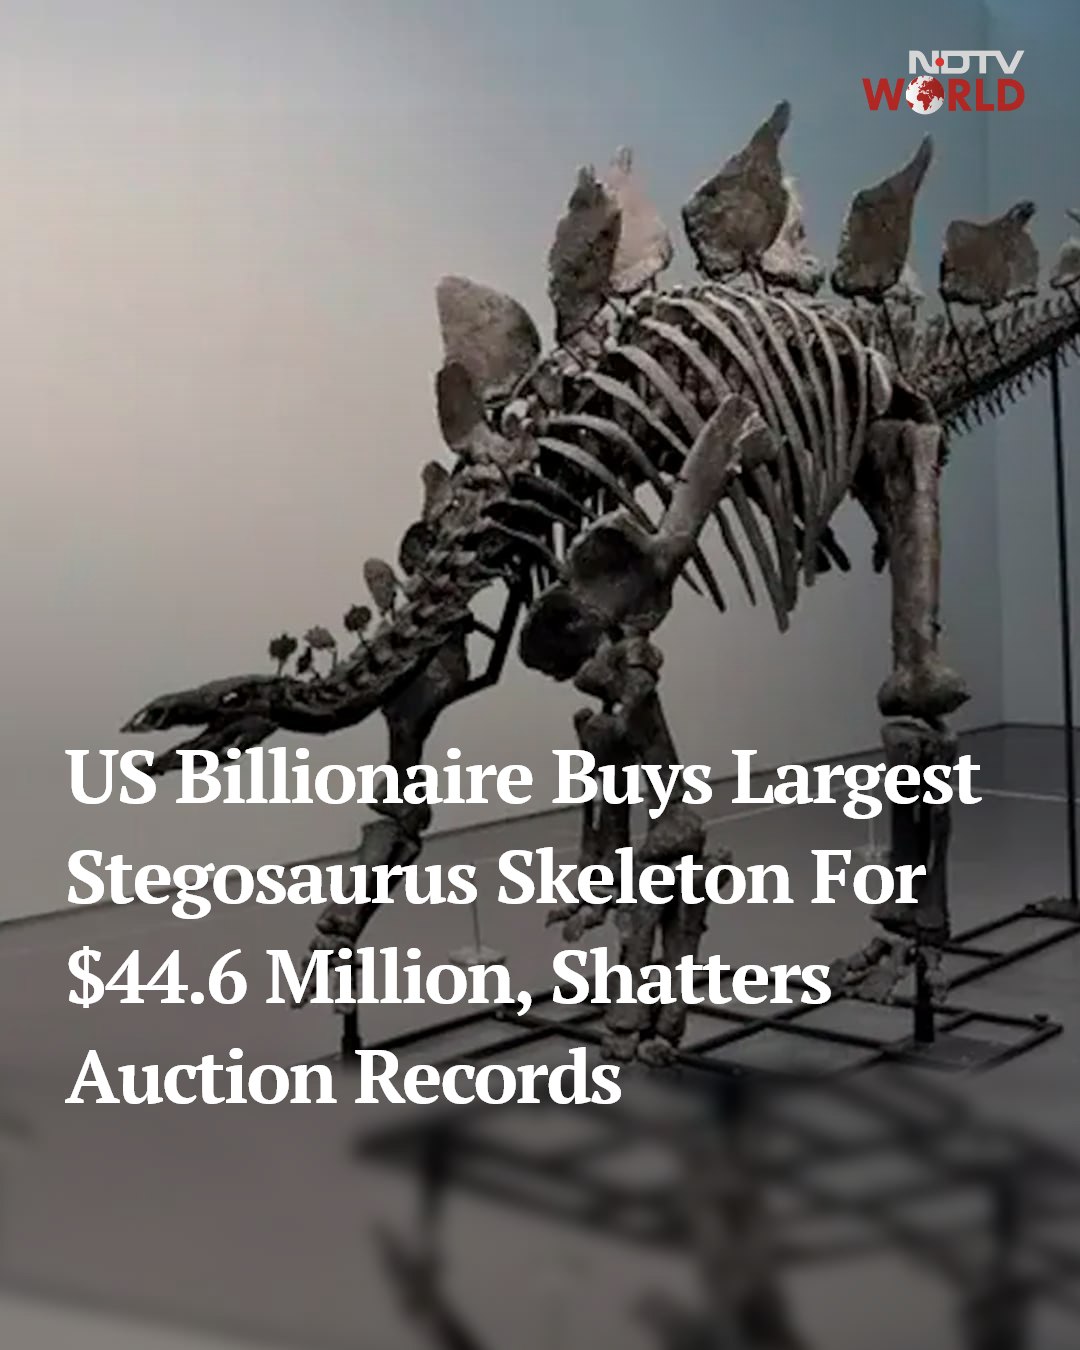 NDTV
WORLD
US Billionaire Buys Largest
Stegosaurus Skeleton For
$44.6 Million, Shatters
Auction Records